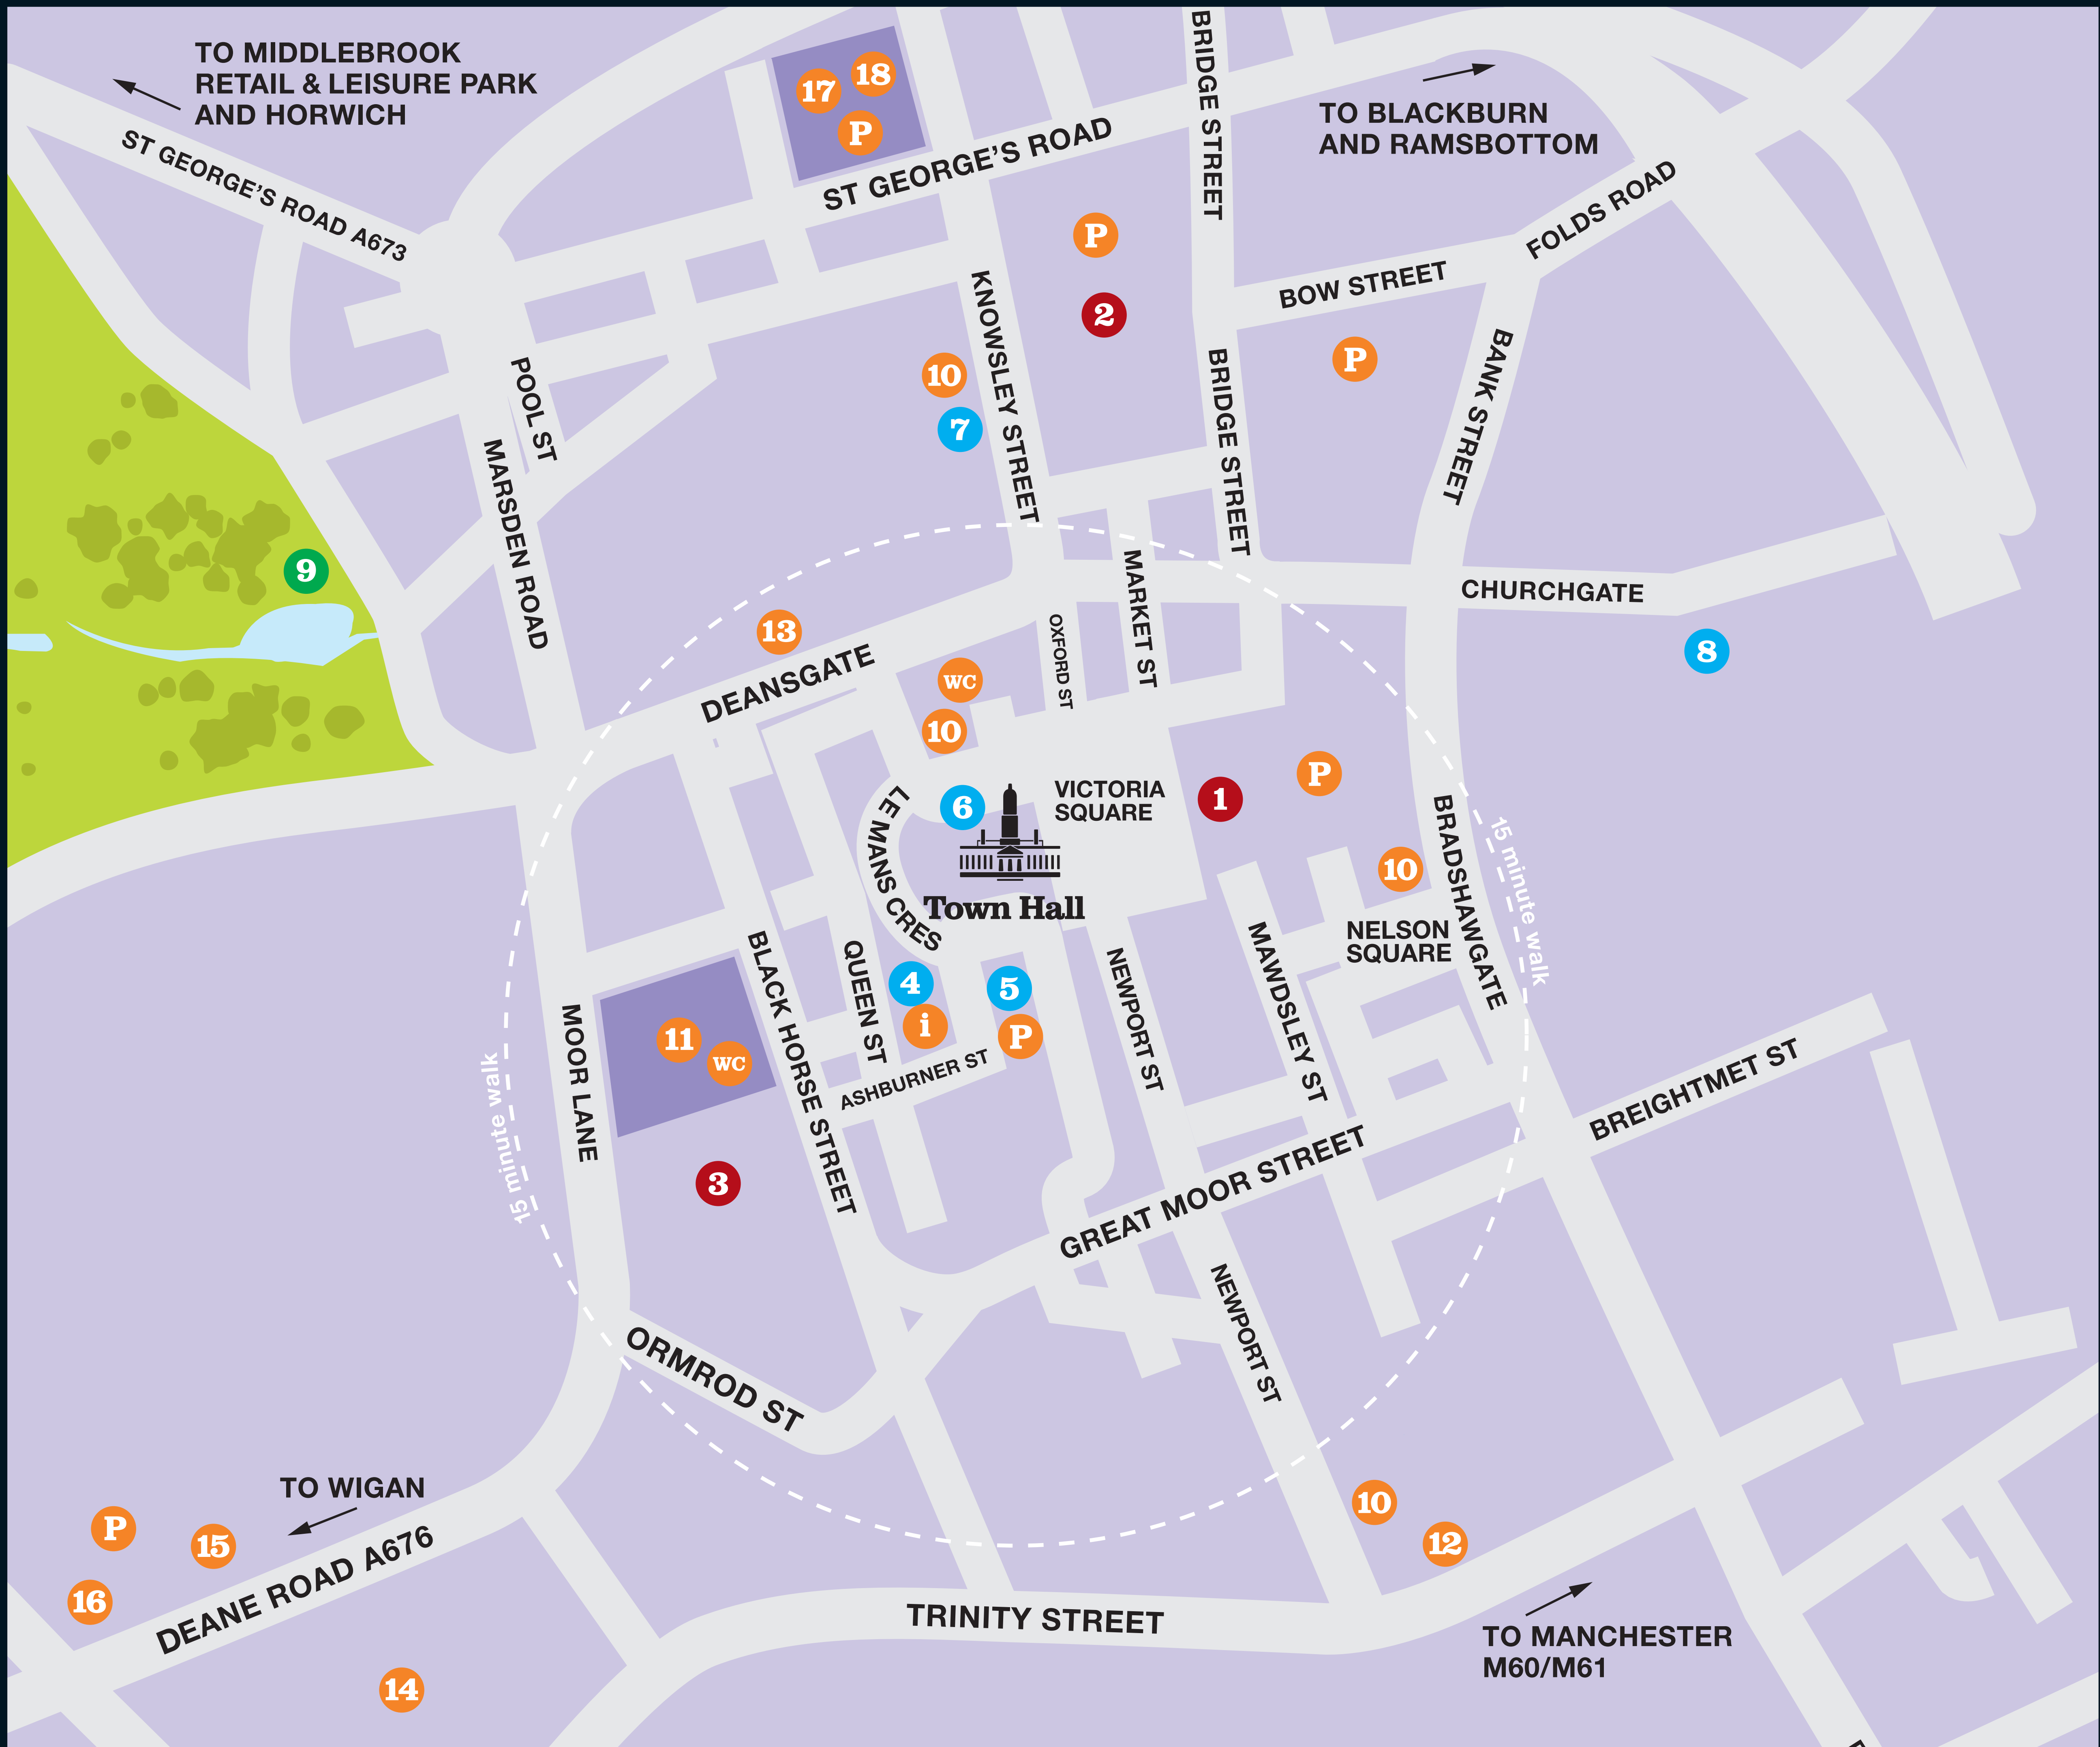 TO MIDDLEBROOK
RETAIL & LEISURE PARK
AND HORWICH
ST GEORGE'S ROAD A673
17
18
P
ST GEORGE'S ROAD
BRIDGE STREET
TO BLACKBURN
AND RAMSBOTTOM
FOLDS ROAD
BOW STREET
P
2
P
KNOWSLEY STREET
10
7
BRIDGE STREET
BANK STREET
POOL ST
MARSDEN ROAD
9
CHURCHGATE
8
13
DEANSGATE
WC
10
OXFORD ST
MARKET ST
6
VICTORIA
SQUARE
1
P
LE MANS CRES
Town Hall
10
NELSON
SQUARE
BRADSHAWGATE
15 minute walk
MOOR LANE
11
WC
BLACK HORSE STREET
QUEEN ST
4
i
5
P
ASHBURNER ST
NEWPORT ST
MAWDSLEY ST
BREIGHTMET ST
15 minute walk
3
GREAT MOOR STREET
NEWPORT ST
ORMROD ST
TO WIGAN
P
15
16
DEANE ROAD A676
14
10
12
TRINITY STREET
TO MANCHESTER
M60/M61